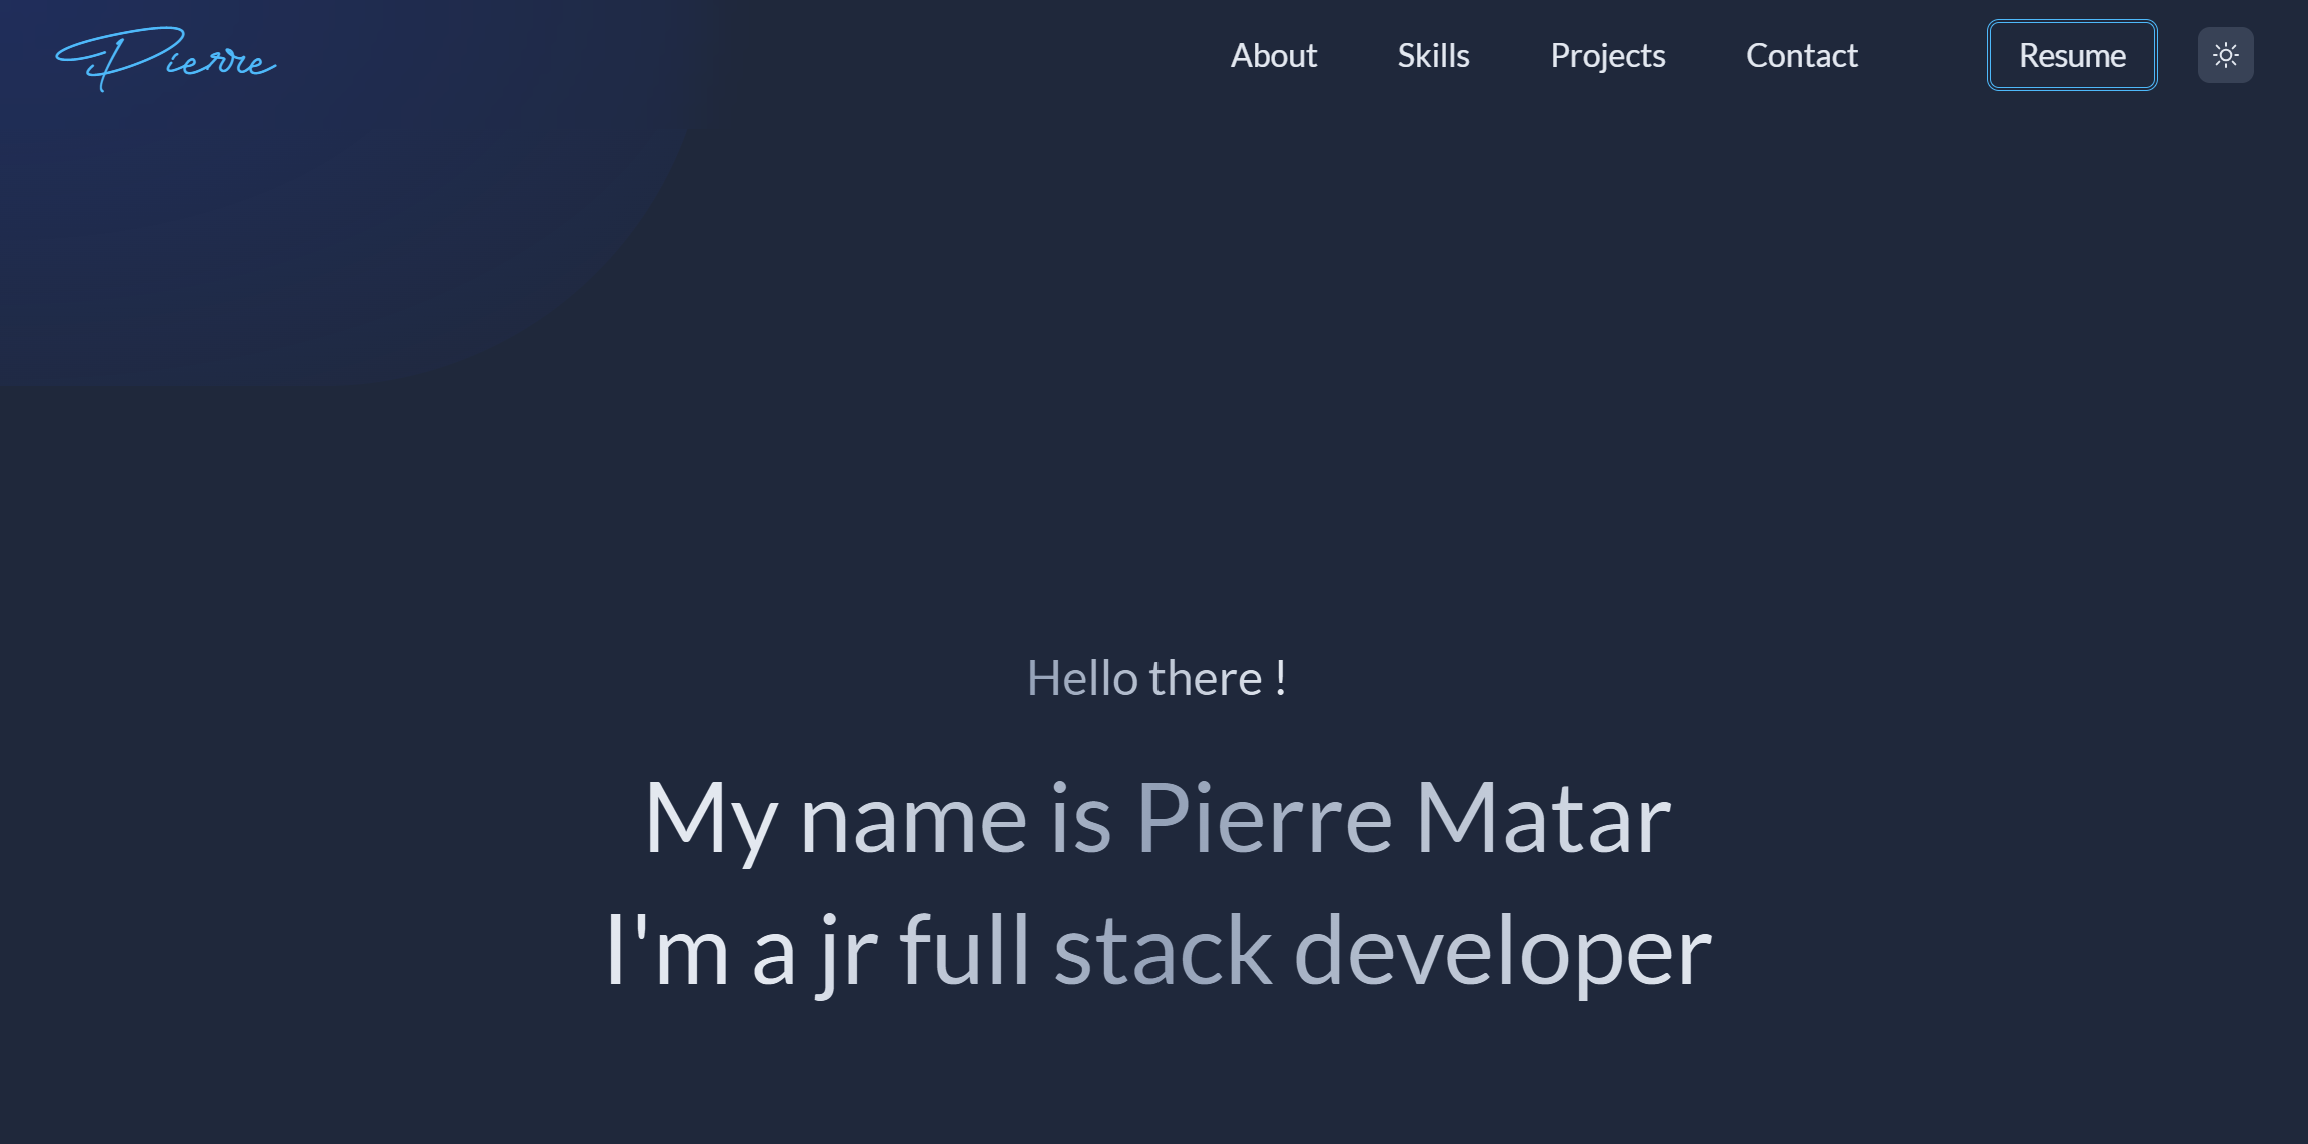 Pierre
About Skills Projects Contact Resume
Hello there !
My name is Pierre Matar
I'm a jr full stack developer